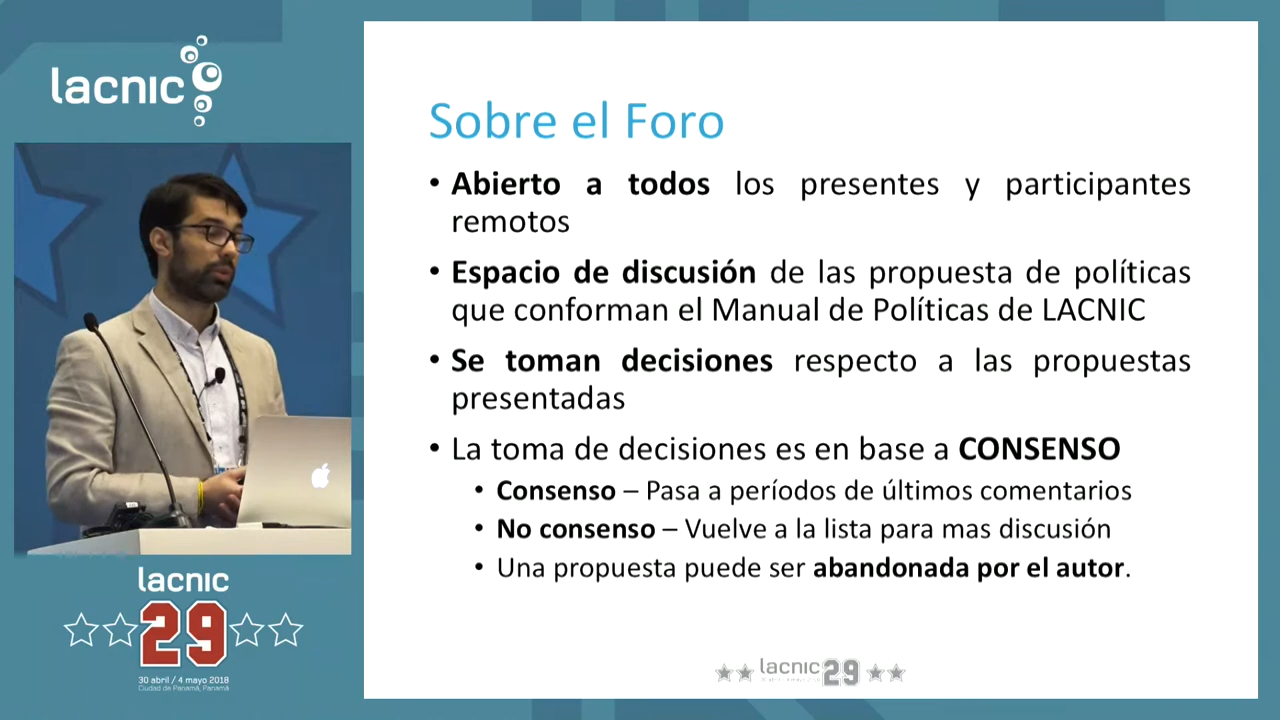 lacnic
Sobre el Foro
• Abierto a todos los presentes y participantes
remotos
• Espacio de discusión de las propuesta de políticas
que conforman el Manual de Políticas de LACNIC
• Se toman decisiones respecto a las propuestas
presentadas
• La toma de decisiones es en base a CONSENSO
• Consenso – Pasa a períodos de últimos comentarios
• No consenso – Vuelve a la lista para mas discusión
• Una propuesta puede ser abandonada por el autor.
lacnic
29
30 abril / 4 mayo 2018
Ciudad de Panamá, Panamá
lacnic 29